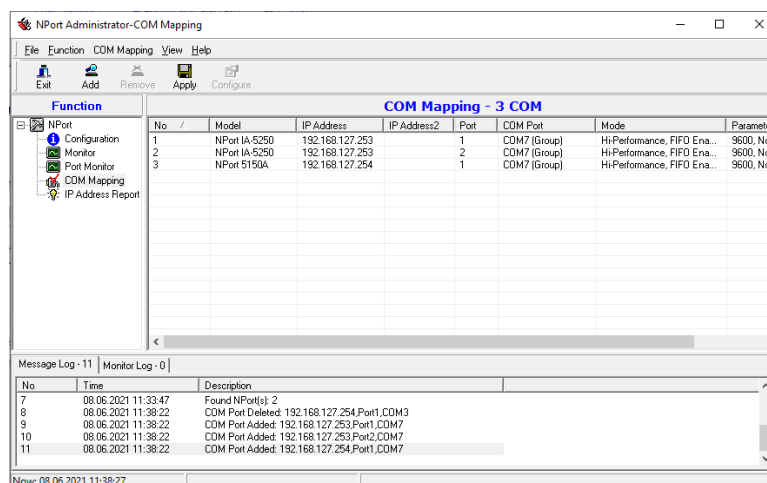 NPort Administrator-COM Mapping
File Function COM Mapping View Help
Exit Add Remove Apply Configure
Function
COM Mapping - 3 COM
NPort
Configuration
Monitor
Port Monitor
COM Mapping
IP Address Report
No Model IP Address IP Address2 Port COM Port Mode Paramet
1 NPort IA-5250 192.168.127.253 1 COM7 (Group) Hi-Performance, FIFO Ena... 9600, No
2 NPort IA-5250 192.168.127.253 2 COM7 (Group) Hi-Performance, FIFO Ena... 9600, No
3 NPort 5150A 192.168.127.254 1 COM7 (Group) Hi-Performance, FIFO Ena... 9600, No
Message Log - 11 Monitor Log - 0
No Time Description
7 08.06.2021 11:33:47 Found NPort(s): 2
8 08.06.2021 11:38:22 COM Port Deleted: 192.168.127.254,Port1,COM3
9 08.06.2021 11:38:22 COM Port Added: 192.168.127.253,Port1,COM7
10 08.06.2021 11:38:22 COM Port Added: 192.168.127.253,Port2,COM7
11 08.06.2021 11:38:22 COM Port Added: 192.168.127.254,Port1,COM7
Now: 08.06.2021 11:38:27